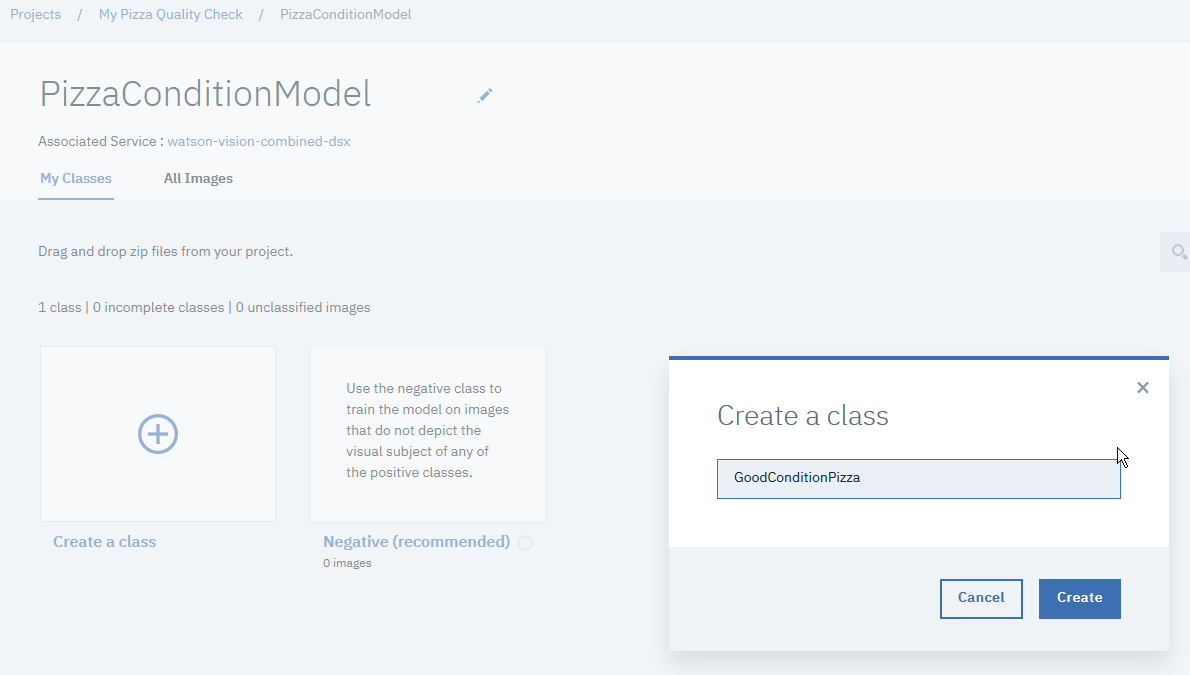 Projects / My Pizza Quality Check / PizzaConditionModel
PizzaConditionModel
Associated Service : watson-vision-combined-dsx
My Classes All Images
Drag and drop zip files from your project.
1 class | 0 incomplete classes | 0 unclassified images
Use the negative class to
train the model on images
that do not depict the
visual subject of any of
the positive classes.
Create a class
Negative (recommended)
0 images
Create a class
GoodConditionPizza
Cancel Create